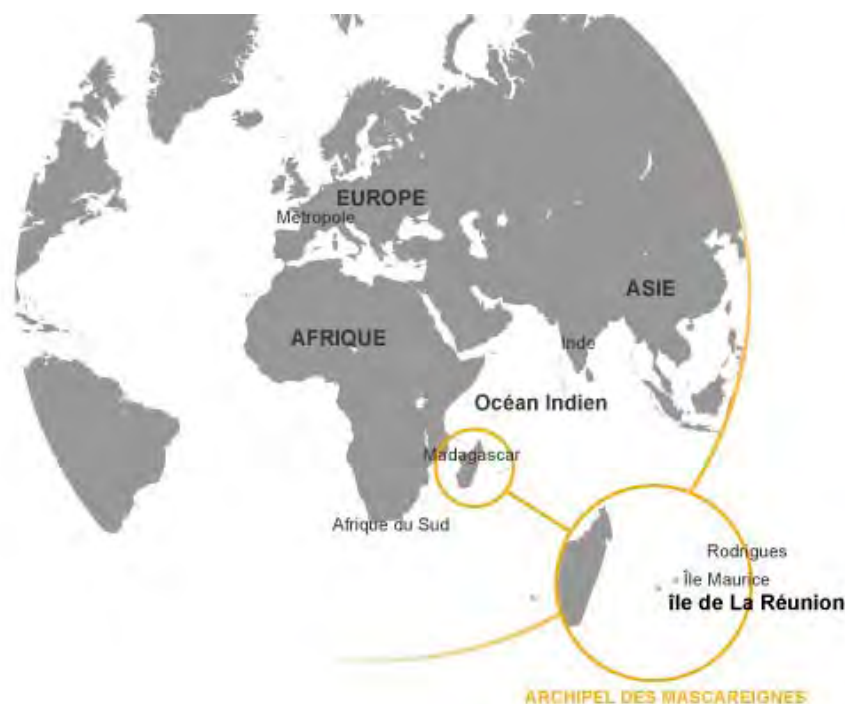 EUROPE
Métropole
ASIE
AFRIQUE
Inde
Océan Indien
Madagascar
Afrique du Sud
Rodrigues
Île Maurice
île de La Réunion
ARCHIPEL DES MASCAREIGNES